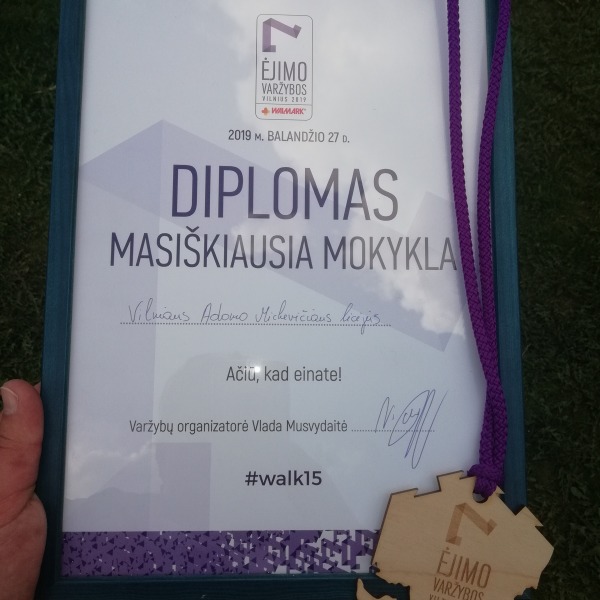 ĖJIMO
VARŽYBOS
VILNIUS 2019
WALMARK
2019 M. BALANDŽIO 27 D.
DIPLOMAS
MASIŠKIAUSIA MOKYKLA
Vilniaus Adomo Mickevičiaus licėjis
Ačiū, kad einate!
Varžybų organizatorė Vlada Musvydaitė
#walk15
ĖJIMO
VARŽYBOS